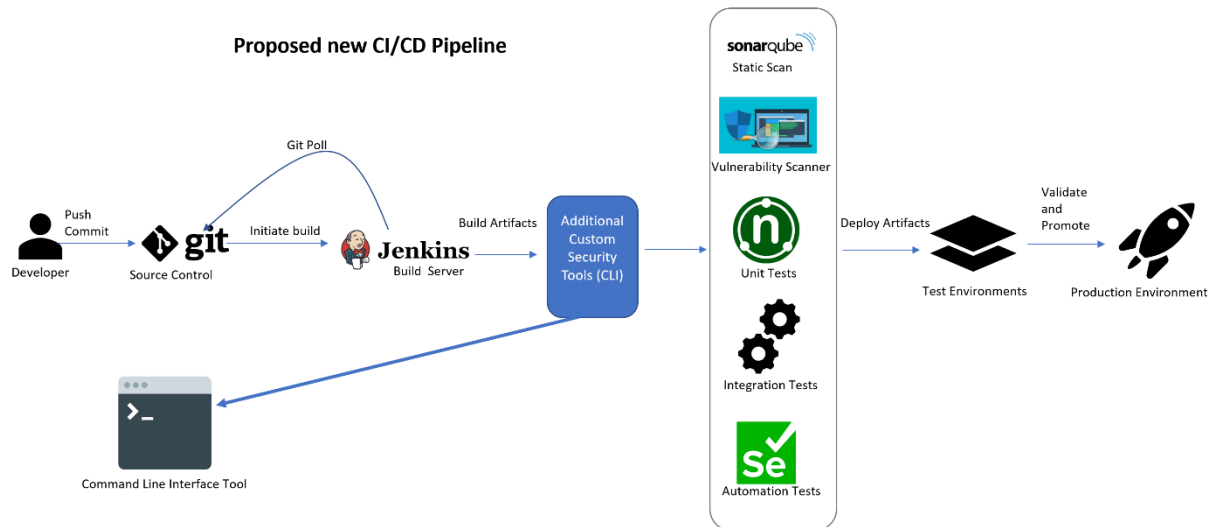 Proposed new CI/CD Pipeline
Git Poll
Push
Commit
Developer
git
Source Control
Initiate build
Jenkins
Build Server
Build Artifacts
Additional
Custom
Security
Tools (CLI)
>_
Command Line Interface Tool
sonarqube
Static Scan
Vulnerability Scanner
n
Unit Tests
Integration Tests
Se
Automation Tests
Deploy Artifacts
Test Environments
Validate
and
Promote
Production Environment